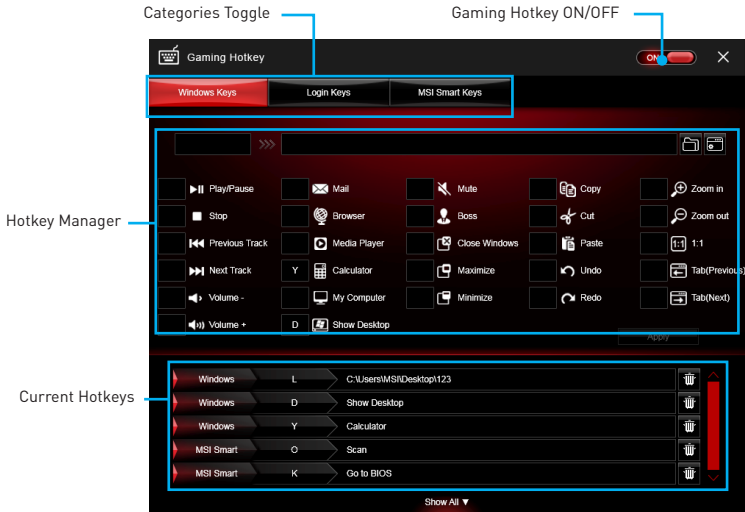 Categories Toggle
Gaming Hotkey ON/OFF
Gaming Hotkey
ON
Windows Keys
Login Keys
MSI Smart Keys
Hotkey Manager
Play/Pause Mail Mute Copy Zoom in
Stop Browser Boss Cut Zoom out
Previous Track Media Player Close Windows Paste 1:1 1:1
Next Track Y Calculator Maximize Undo Tab(Previous)
Volume - My Computer Minimize Redo Tab(Next)
Volume + D Show Desktop
Apply
Current Hotkeys
Windows L C:\Users\MSI\Desktop\123
Windows D Show Desktop
Windows Y Calculator
MSI Smart O Scan
MSI Smart K Go to BIOS
Show All ▼